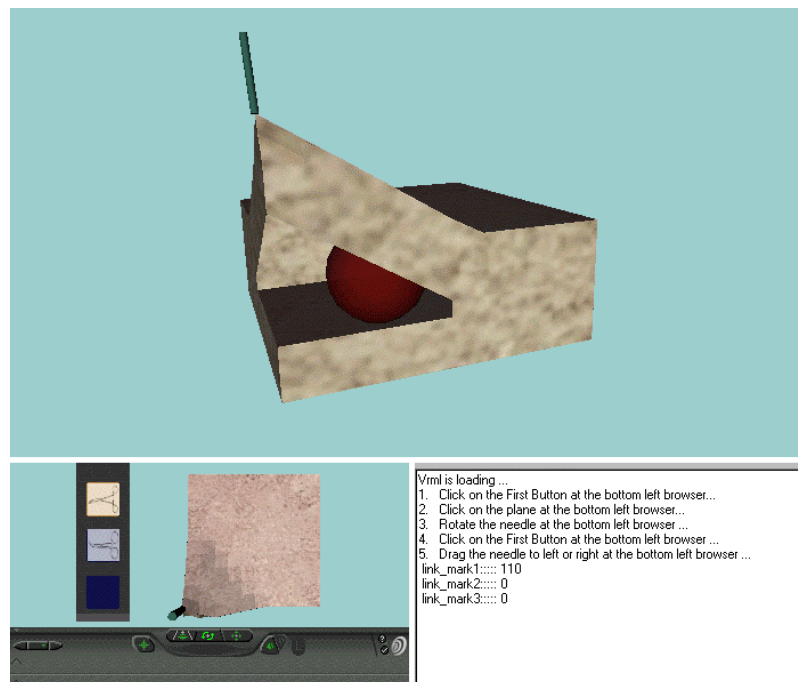 Vrml is loading ...
1. Click on the First Button at the bottom left browser...
2. Click on the plane at the bottom left browser...
3. Rotate the needle at the bottom left browser ...
4. Click on the First Button at the bottom left browser ...
5. Drag the needle to left or right at the bottom left browser ...
link_mark1::::: 110
link_mark2::::: 0
link_mark3::::: 0
?